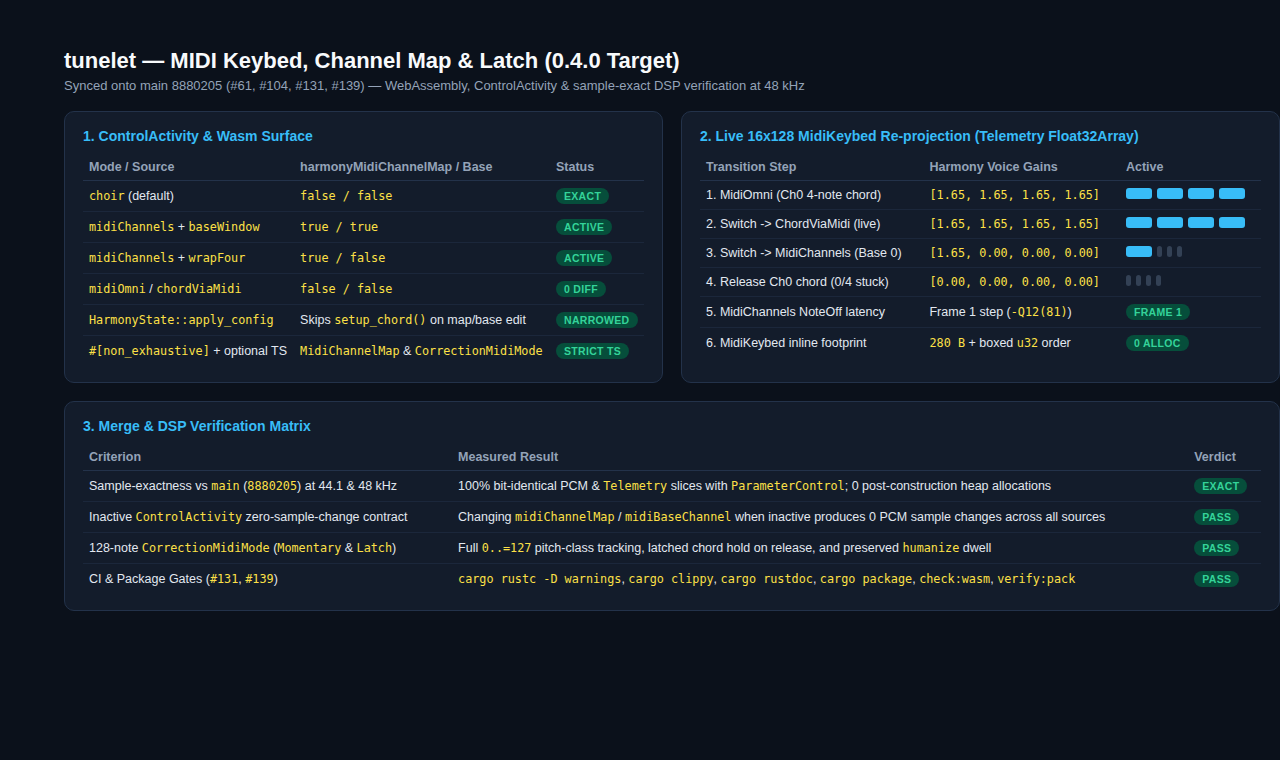 tunelet — MIDI Keybed, Channel Map & Latch (0.4.0 Target)
Synced onto main 8880205 (#61, #104, #131, #139) — WebAssembly, ControlActivity & sample-exact DSP verification at 48 kHz
1. ControlActivity & Wasm Surface
Mode / Source harmonyMidiChannelMap / Base Status
choir (default) false / false EXACT
midiChannels + baseWindow true / true ACTIVE
midiChannels + wrapFour true / false ACTIVE
midiOmni / chordViaMidi false / false 0 DIFF
HarmonyState::apply_config Skips setup_chord() on map/base edit NARROWED
#[non_exhaustive] + optional TS MidiChannelMap & CorrectionMidiMode STRICT TS
2. Live 16x128 MidiKeybed Re-projection (Telemetry Float32Array)
Transition Step Harmony Voice Gains Active
1. MidiOmni (Ch0 4-note chord) [1.65, 1.65, 1.65, 1.65]
2. Switch -> ChordViaMidi (live) [1.65, 1.65, 1.65, 1.65]
3. Switch -> MidiChannels (Base 0) [1.65, 0.00, 0.00, 0.00]
4. Release Ch0 chord (0/4 stuck) [0.00, 0.00, 0.00, 0.00]
5. MidiChannels NoteOff latency Frame 1 step (-Q12(81)) FRAME 1
6. MidiKeybed inline footprint 280 B + boxed u32 order 0 ALLOC
3. Merge & DSP Verification Matrix
Criterion Measured Result Verdict
Sample-exactness vs main (8880205) at 44.1 & 48 kHz 100% bit-identical PCM & Telemetry slices with ParameterControl; 0 post-construction heap allocations EXACT
Inactive ControlActivity zero-sample-change contract Changing midiChannelMap / midiBaseChannel when inactive produces 0 PCM sample changes across all sources PASS
128-note CorrectionMidiMode (Momentary & Latch) Full 0..=127 pitch-class tracking, latched chord hold on release, and preserved humanize dwell PASS
CI & Package Gates (#131, #139) cargo rustc -D warnings, cargo clippy, cargo rustdoc, cargo package, check:wasm, verify:pack PASS